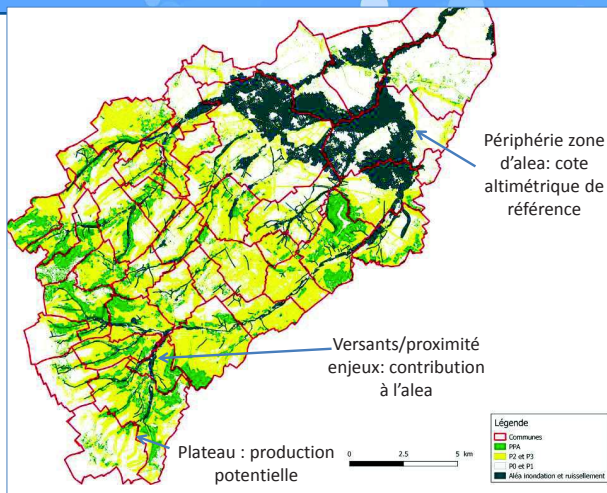 Périphérie zone
d'alea: cote
altimétrique de
référence
Versants/proximité
enjeux: contribution
à l'alea
Plateau : production
potentielle
0 2.5 5 km
Légende
Communes
PPA
P2 et P3
P0 et P1
Aléa inondation et ruissellement